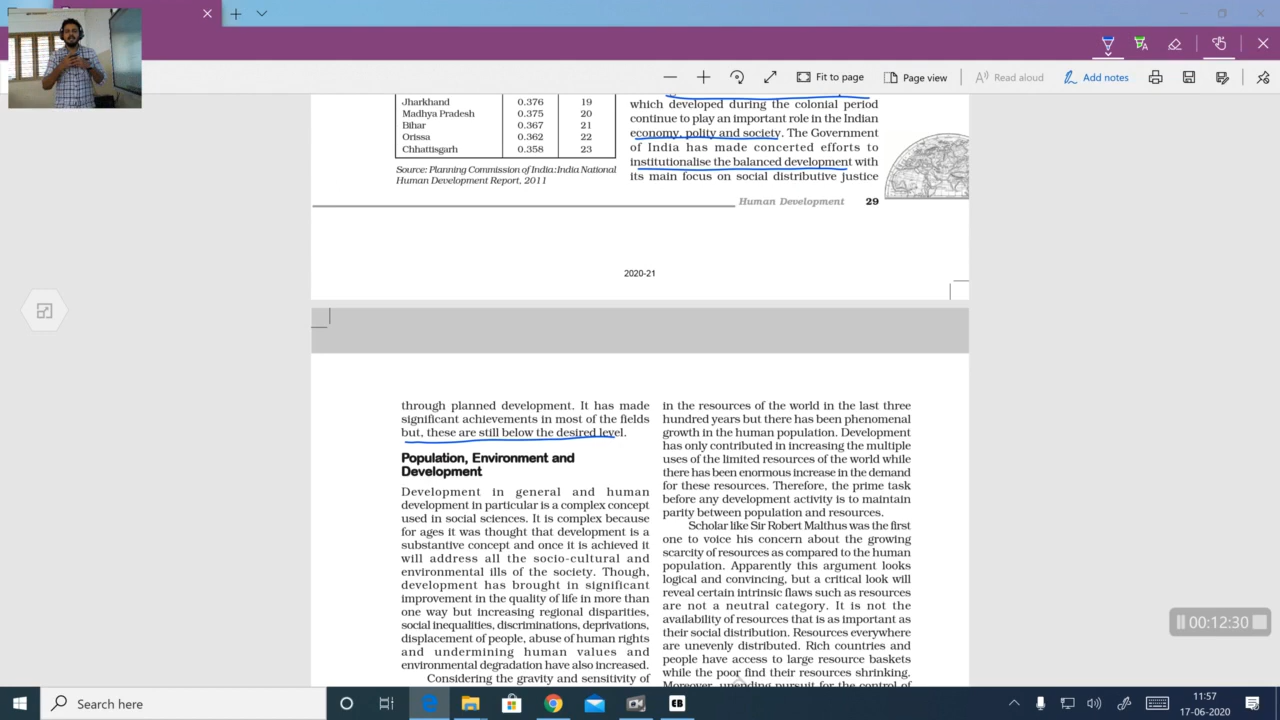 Fit to page
Page view
Read aloud
Add notes
Jharkhand 0.376 19
Madhya Pradesh 0.375 20
Bihar 0.367 21
Orissa 0.362 22
Chhattisgarh 0.358 23
Source: Planning Commission of India:India National
Human Development Report, 2011
which developed during the colonial period
continue to play an important role in the Indian
economy, polity and society. The Government
of India has made concerted efforts to
institutionalise the balanced development with
its main focus on social distributive justice
Human Development 29
2020-21
through planned development. It has made
significant achievements in most of the fields
but, these are still below the desired level.
Population, Environment and
Development
Development in general and human
development in particular is a complex concept
used in social sciences. It is complex because
for ages it was thought that development is a
substantive concept and once it is achieved it
will address all the socio-cultural and
environmental ills of the society. Though,
development has brought in significant
improvement in the quality of life in more than
one way but increasing regional disparities,
social inequalities, discriminations, deprivations,
displacement of people, abuse of human rights
and undermining human values and
environmental degradation have also increased.
Considering the gravity and sensitivity of
in the resources of the world in the last three
hundred years but there has been phenomenal
growth in the human population. Development
has only contributed in increasing the multiple
uses of the limited resources of the world while
there has been enormous increase in the demand
for these resources. Therefore, the prime task
before any development activity is to maintain
parity between population and resources.
Scholar like Sir Robert Malthus was the first
one to voice his concern about the growing
scarcity of resources as compared to the human
population. Apparently this argument looks
logical and convincing, but a critical look will
reveal certain intrinsic flaws such as resources
are not a neutral category. It is not the
availability of resources that is as important as
their social distribution. Resources everywhere
are unevenly distributed. Rich countries and
people have access to large resource baskets
while the poor find their resources shrinking.
Moreover, unending pursuit for the control of
00:12:30
Search here
EB
11:57
17-06-2020